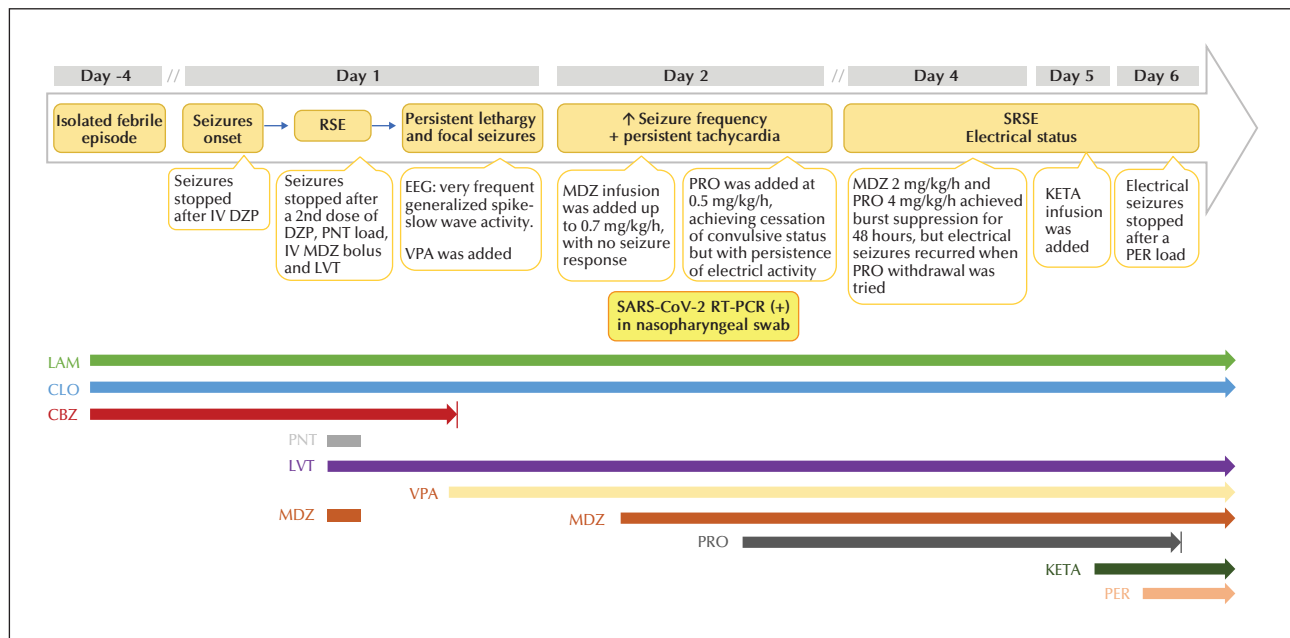 Day -4
//
Day 1
Day 2
//
Day 4
Day 5
Day 6
Isolated febrile
episode
Seizures
onset
RSE
Persistent lethargy
and focal seizures
↑ Seizure frequency
+ persistent tachycardia
SRSE
Electrical status
Seizures
stopped
after IV DZP
Seizures
stopped after
a 2nd dose of
DZP, PNT load,
IV MDZ bolus
and LVT
EEG: very frequent
generalized spike-
slow wave activity.
VPA was added
MDZ infusion
was added up
to 0.7 mg/kg/h,
with no seizure
response
PRO was added at
0.5 mg/kg/h,
achieving cessation
of convulsive status
but with persistence
of electricl activity
MDZ 2 mg/kg/h and
PRO 4 mg/kg/h achieved
burst suppression for
48 hours, but electrical
seizures recurred when
PRO withdrawal was
tried
KETA
infusion
was
added
Electrical
seizures
stopped
after a
PER load
SARS-CoV-2 RT-PCR (+)
in nasopharyngeal swab
LAM
CLO
CBZ
PNT
LVT
VPA
MDZ
MDZ
PRO
KETA
PER